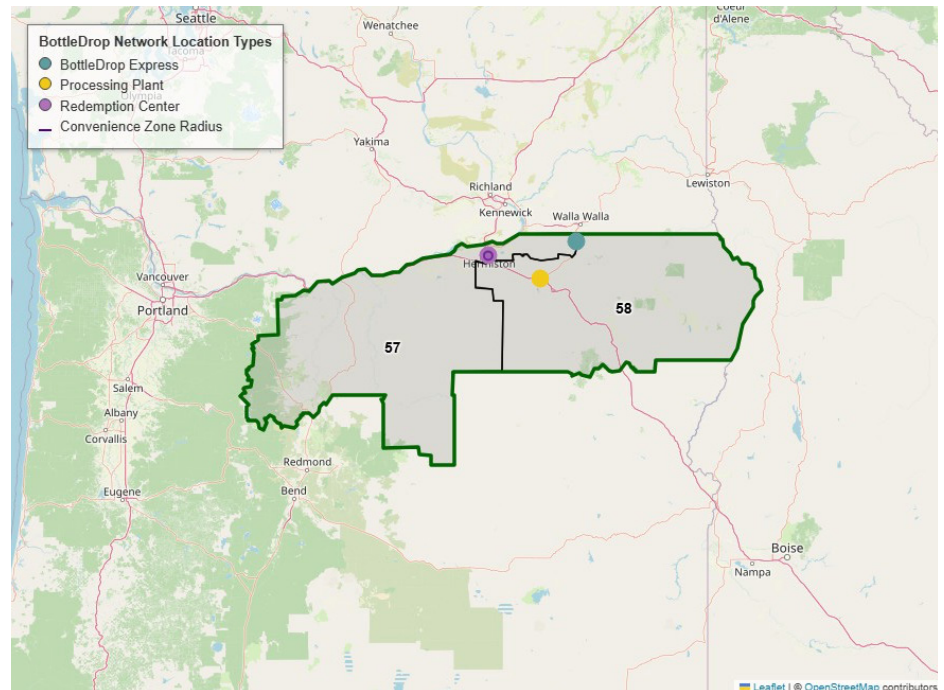 Seattle
Wenatchee
Coeur
d'Alene
BottleDrop Network Location Types
Tacoma
BottleDrop Express
Processing Plant
Olympia
Redemption Center
Convenience Zone Radius
Yakima
Richland
Kennewick
Lewiston
Walla Walla
Hermiston
Vancouver
Portland
58
57
Salem
Albany
Corvallis
Redmond
Eugene
Bend
Boise
Nampa
Leaflet | © OpenStreetMap contributors